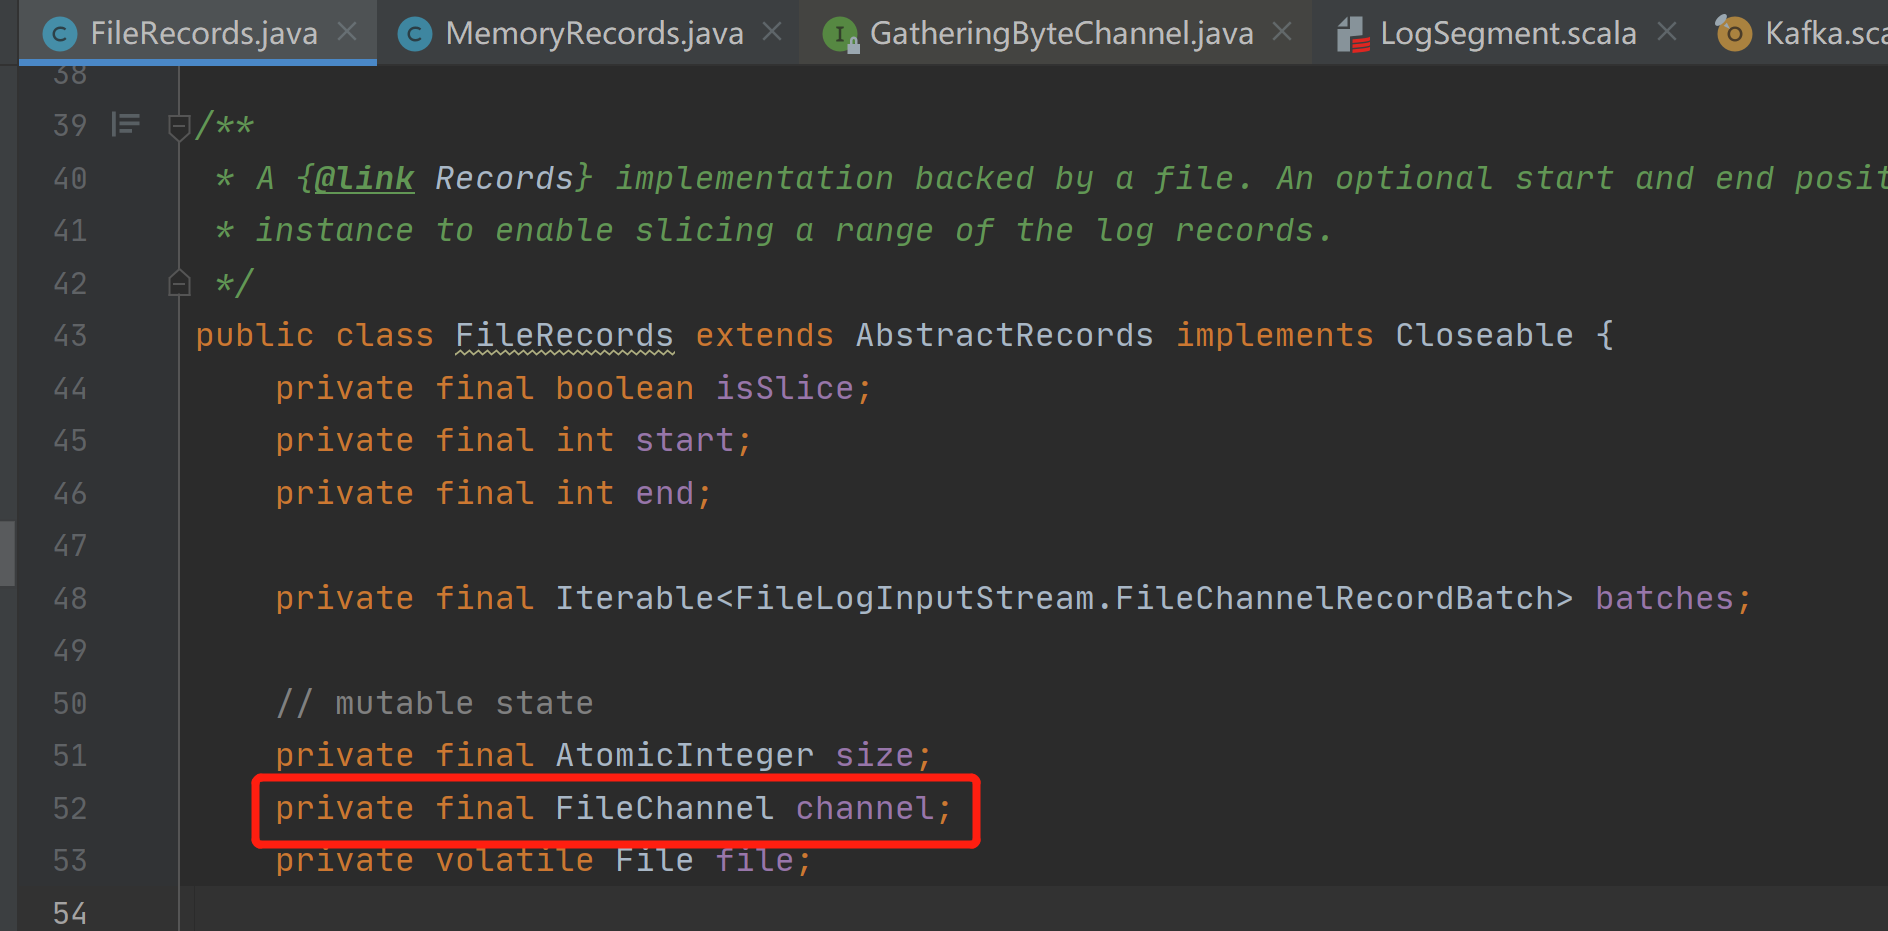 FileRecords.java MemoryRecords.java GatheringByteChannel.java LogSegment.scala Kafka.sca
38
39 /**
40 * A {@link Records} implementation backed by a file. An optional start and end posit
41 * instance to enable slicing a range of the log records.
42 */
43 public class FileRecords extends AbstractRecords implements Closeable {
44 private final boolean isSlice;
45 private final int start;
46 private final int end;
47
48 private final Iterable<FileLogInputStream.FileChannelRecordBatch> batches;
49
50 // mutable state
51 private final AtomicInteger size;
52 private final FileChannel channel;
53 private volatile File file;
54